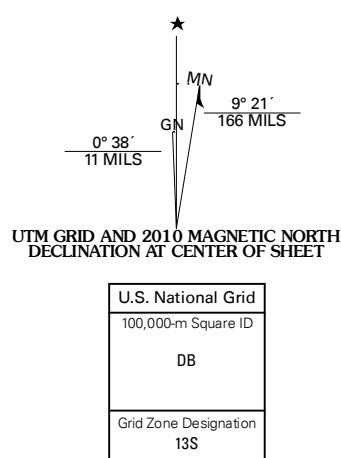 MN
9° 21´
166 MILS
GN
0° 38´
11 MILS
UTM GRID AND 2010 MAGNETIC NORTH
DECLINATION AT CENTER OF SHEET
U.S. National Grid
100,000-m Square ID
DB
Grid Zone Designation
13S